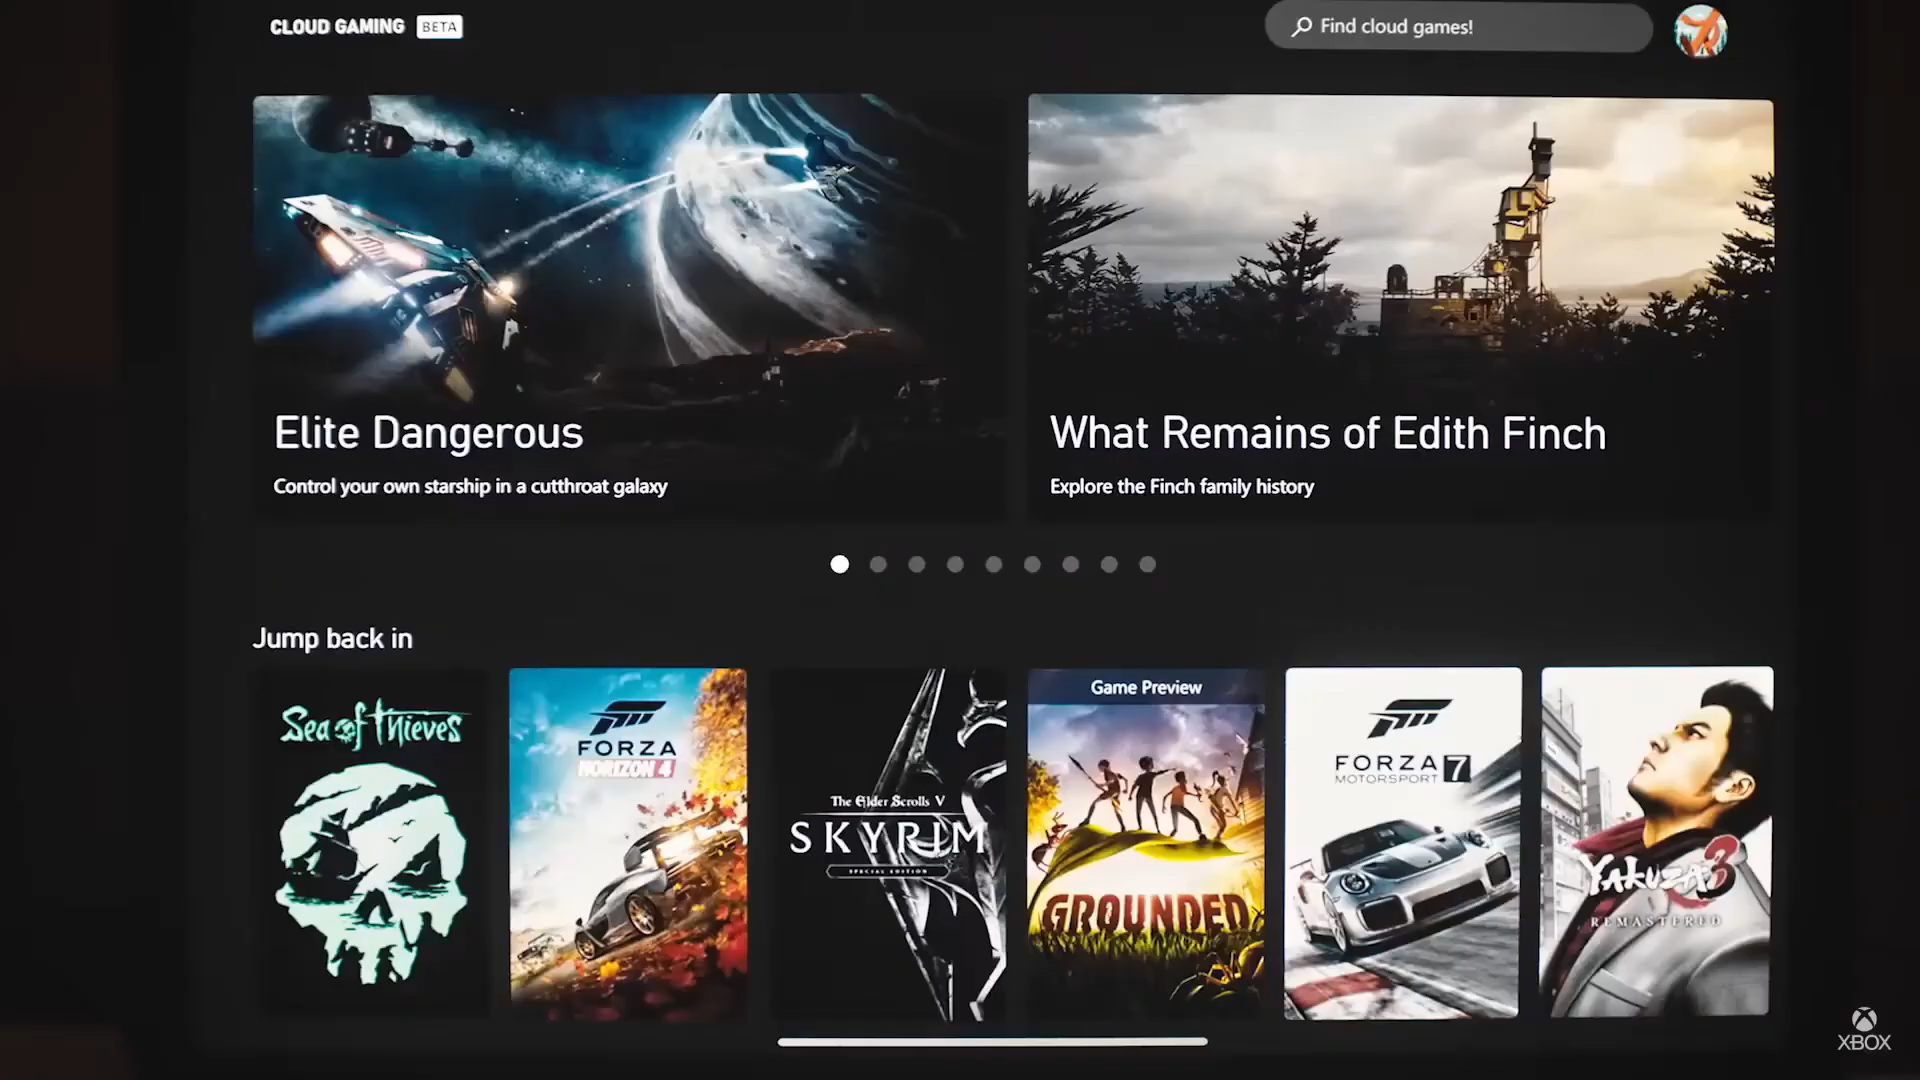 CLOUD GAMING BETA
Find cloud games!
Elite Dangerous
Control your own starship in a cutthroat galaxy
What Remains of Edith Finch
Explore the Finch family history
Jump back in
Sea of Thieves
FORZA
HORIZON 4
The Elder Scrolls V
SKYRIM
SPECIAL EDITION
Game Preview
GROUNDED
FORZA
MOTORSPORT 7
YAKUZA 3
REMASTERED
XBOX